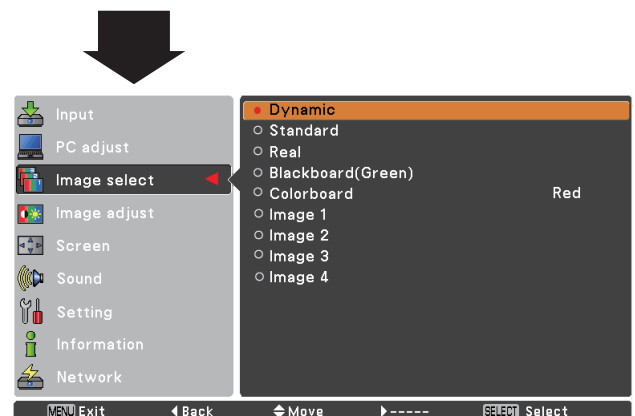 Input
PC adjust
Image select
Image adjust
Screen
Sound
Setting
Information
Network
Dynamic
Standard
Real
Blackboard(Green)
Colorboard Red
Image 1
Image 2
Image 3
Image 4
MENU Exit Back Move ----- SELECT Select